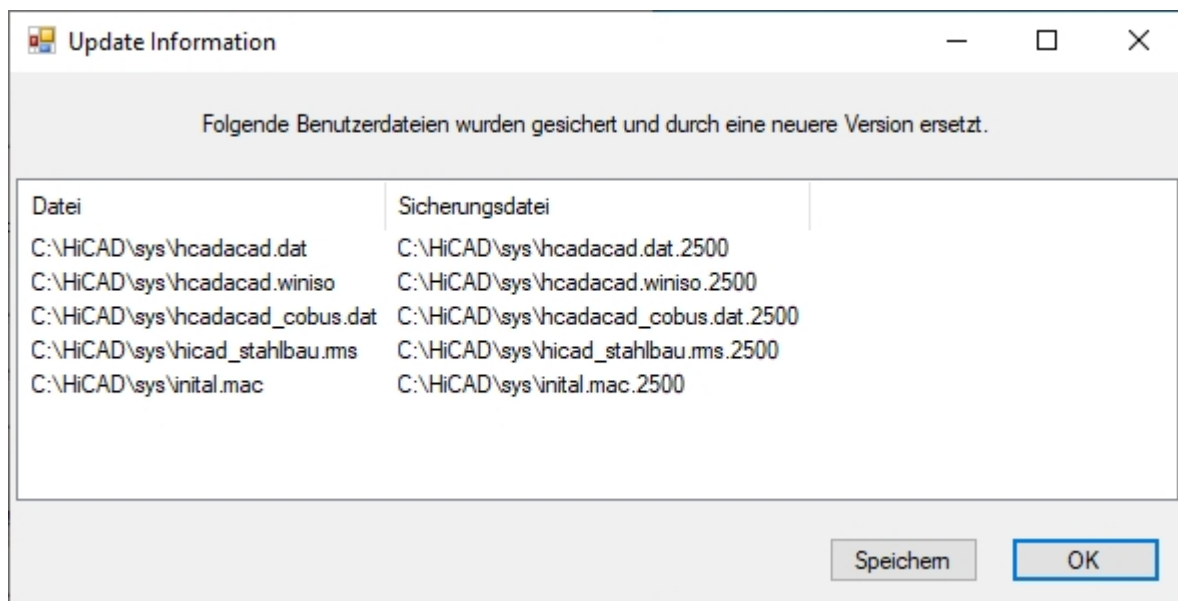 Update Information
Folgende Benutzerdateien wurden gesichert und durch eine neuere Version ersetzt.
Datei Sicherungsdatei
C:\HiCAD\sys\hcadacad.dat C:\HiCAD\sys\hcadacad.dat.2500
C:\HiCAD\sys\hcadacad.winiso C:\HiCAD\sys\hcadacad.winiso.2500
C:\HiCAD\sys\hcadacad_cobus.dat C:\HiCAD\sys\hcadacad_cobus.dat.2500
C:\HiCAD\sys\hicad_stahlbau.rms C:\HiCAD\sys\hicad_stahlbau.rms.2500
C:\HiCAD\sys\inital.mac C:\HiCAD\sys\inital.mac.2500
Speichern OK